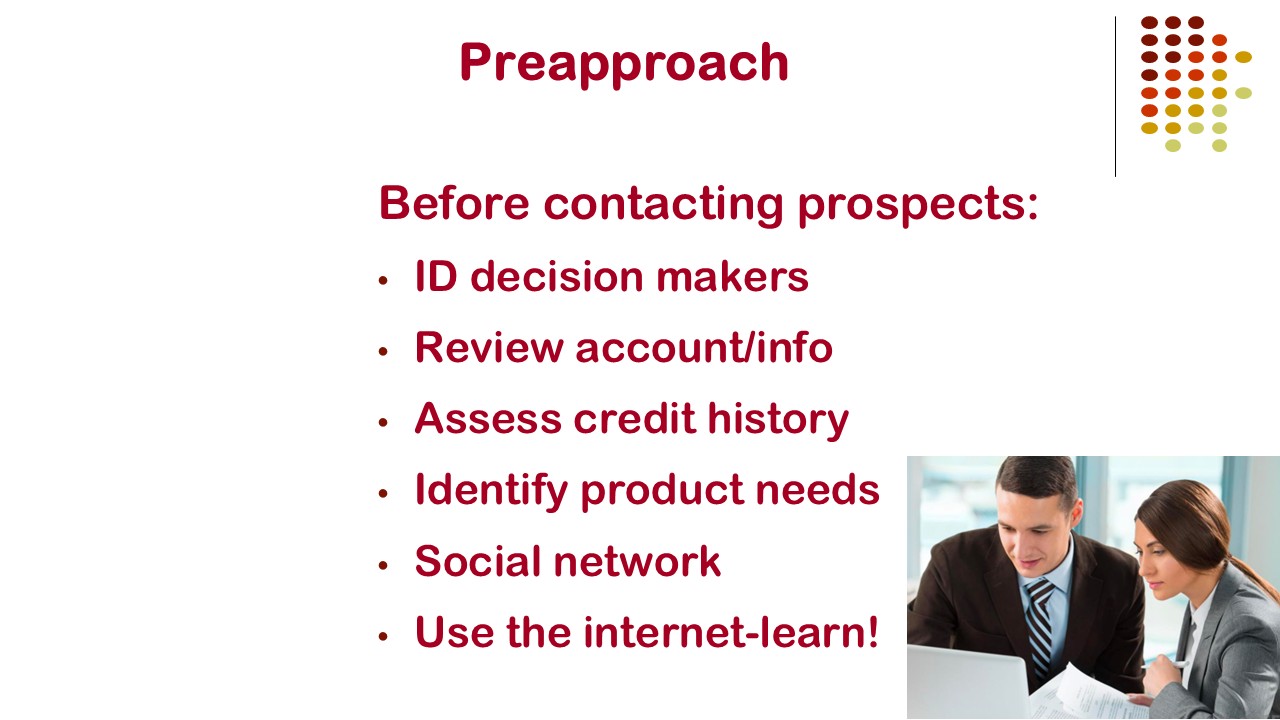 Preapproach
Before contacting prospects:
• ID decision makers
• Review account/info
• Assess credit history
• Identify product needs
• Social network
• Use the internet-learn!